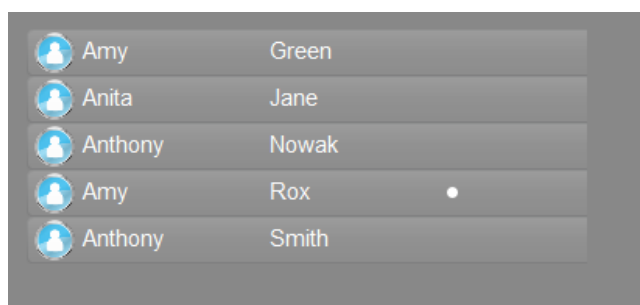 Amy Green
Anita Jane
Anthony Nowak
Amy Rox
Anthony Smith